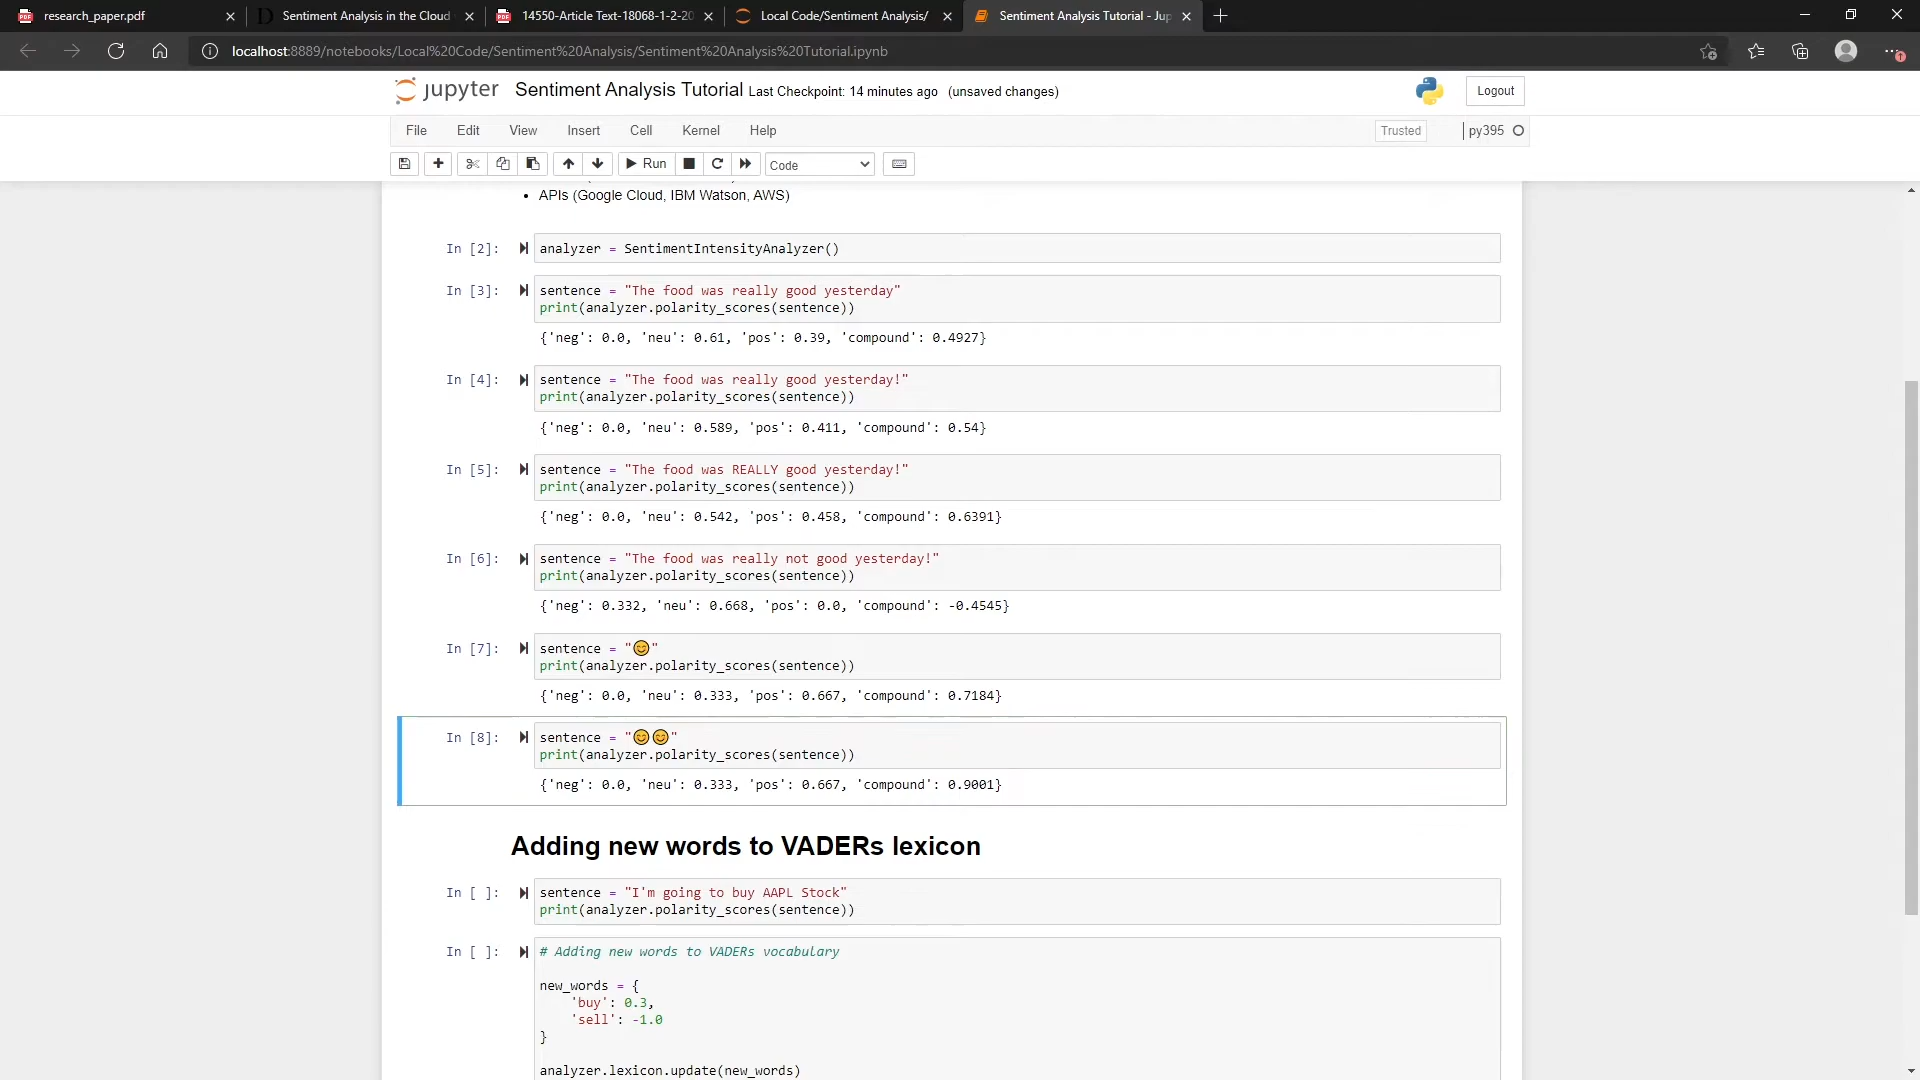 research_paper.pdf
Sentiment Analysis in the Cloud
14550-Article Text-18068-1-2-20
Local Code/Sentiment Analysis/
Sentiment Analysis Tutorial - Jup
localhost:8889/notebooks/Local%20Code/Sentiment%20Analysis/Sentiment%20Analysis%20Tutorial.ipynb
jupyter Sentiment Analysis Tutorial Last Checkpoint: 14 minutes ago (unsaved changes)
Logout
File Edit View Insert Cell Kernel Help
Trusted
py395
Run
Code
• APIs (Google Cloud, IBM Watson, AWS)
In [2]: analyzer = SentimentIntensityAnalyzer()
In [3]: sentence = "The food was really good yesterday"
print(analyzer.polarity_scores(sentence))
{'neg': 0.0, 'neu': 0.61, 'pos': 0.39, 'compound': 0.4927}
In [4]: sentence = "The food was really good yesterday!"
print(analyzer.polarity_scores(sentence))
{'neg': 0.0, 'neu': 0.589, 'pos': 0.411, 'compound': 0.54}
In [5]: sentence = "The food was REALLY good yesterday!"
print(analyzer.polarity_scores(sentence))
{'neg': 0.0, 'neu': 0.542, 'pos': 0.458, 'compound': 0.6391}
In [6]: sentence = "The food was really not good yesterday!"
print(analyzer.polarity_scores(sentence))
{'neg': 0.332, 'neu': 0.668, 'pos': 0.0, 'compound': -0.4545}
In [7]: sentence = "😊"
print(analyzer.polarity_scores(sentence))
{'neg': 0.0, 'neu': 0.333, 'pos': 0.667, 'compound': 0.7184}
In [8]: sentence = "😊😊"
print(analyzer.polarity_scores(sentence))
{'neg': 0.0, 'neu': 0.333, 'pos': 0.667, 'compound': 0.9001}
Adding new words to VADERs lexicon
In [ ]: sentence = "I'm going to buy AAPL Stock"
print(analyzer.polarity_scores(sentence))
In [ ]: # Adding new words to VADERs vocabulary
new_words = {
'buy': 0.3,
'sell': -1.0
}
analyzer.lexicon.update(new_words)